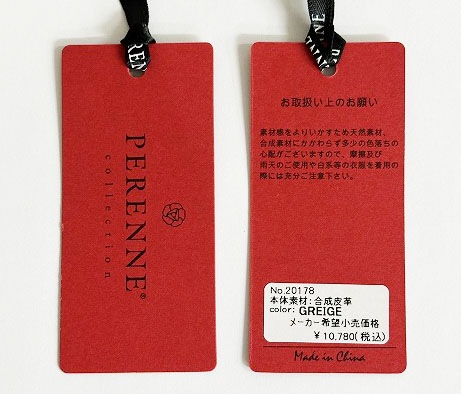 RENN
PERENNE®
collection
ENNE
お取扱い上のお願い
素材感をよりいかすため天然素材、
合成素材にかかわらず多少の色落ちの
心配がございますので、摩擦及び
雨天のご使用や白系等の衣服を着用の
際には充分ご注意下さい。
No.20178
本体素材:合成皮革
color: GREIGE
メーカー希望小売価格
¥10,780(税込)
Made in China